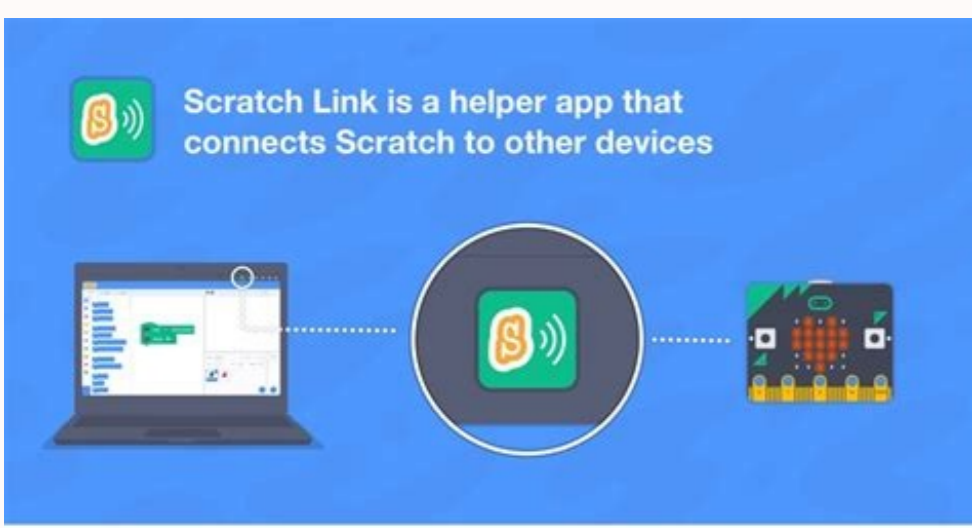 Scratch Link is a helper app that
connects Scratch to other devices
S
S